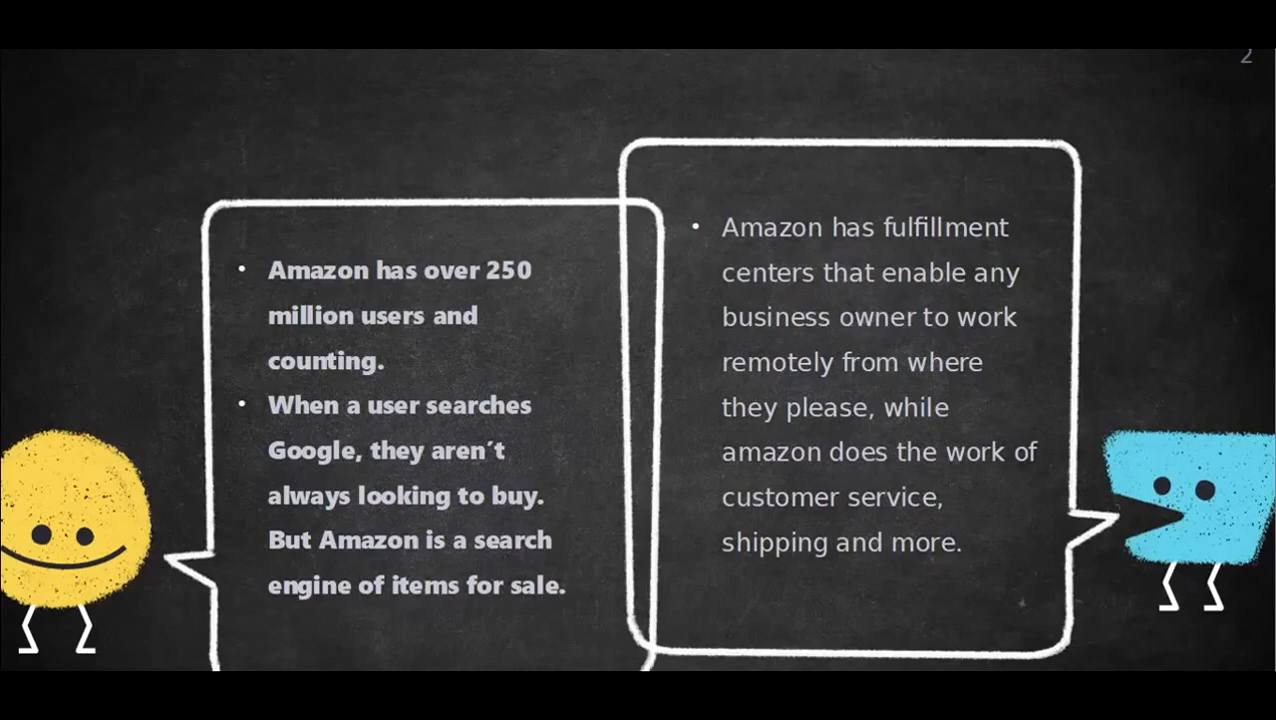 2
• Amazon has over 250
million users and
counting.
• When a user searches
Google, they aren´t
always looking to buy.
But Amazon is a search
engine of items for sale.
• Amazon has fulfillment
centers that enable any
business owner to work
remotely from where
they please, while
amazon does the work of
customer service,
shipping and more.